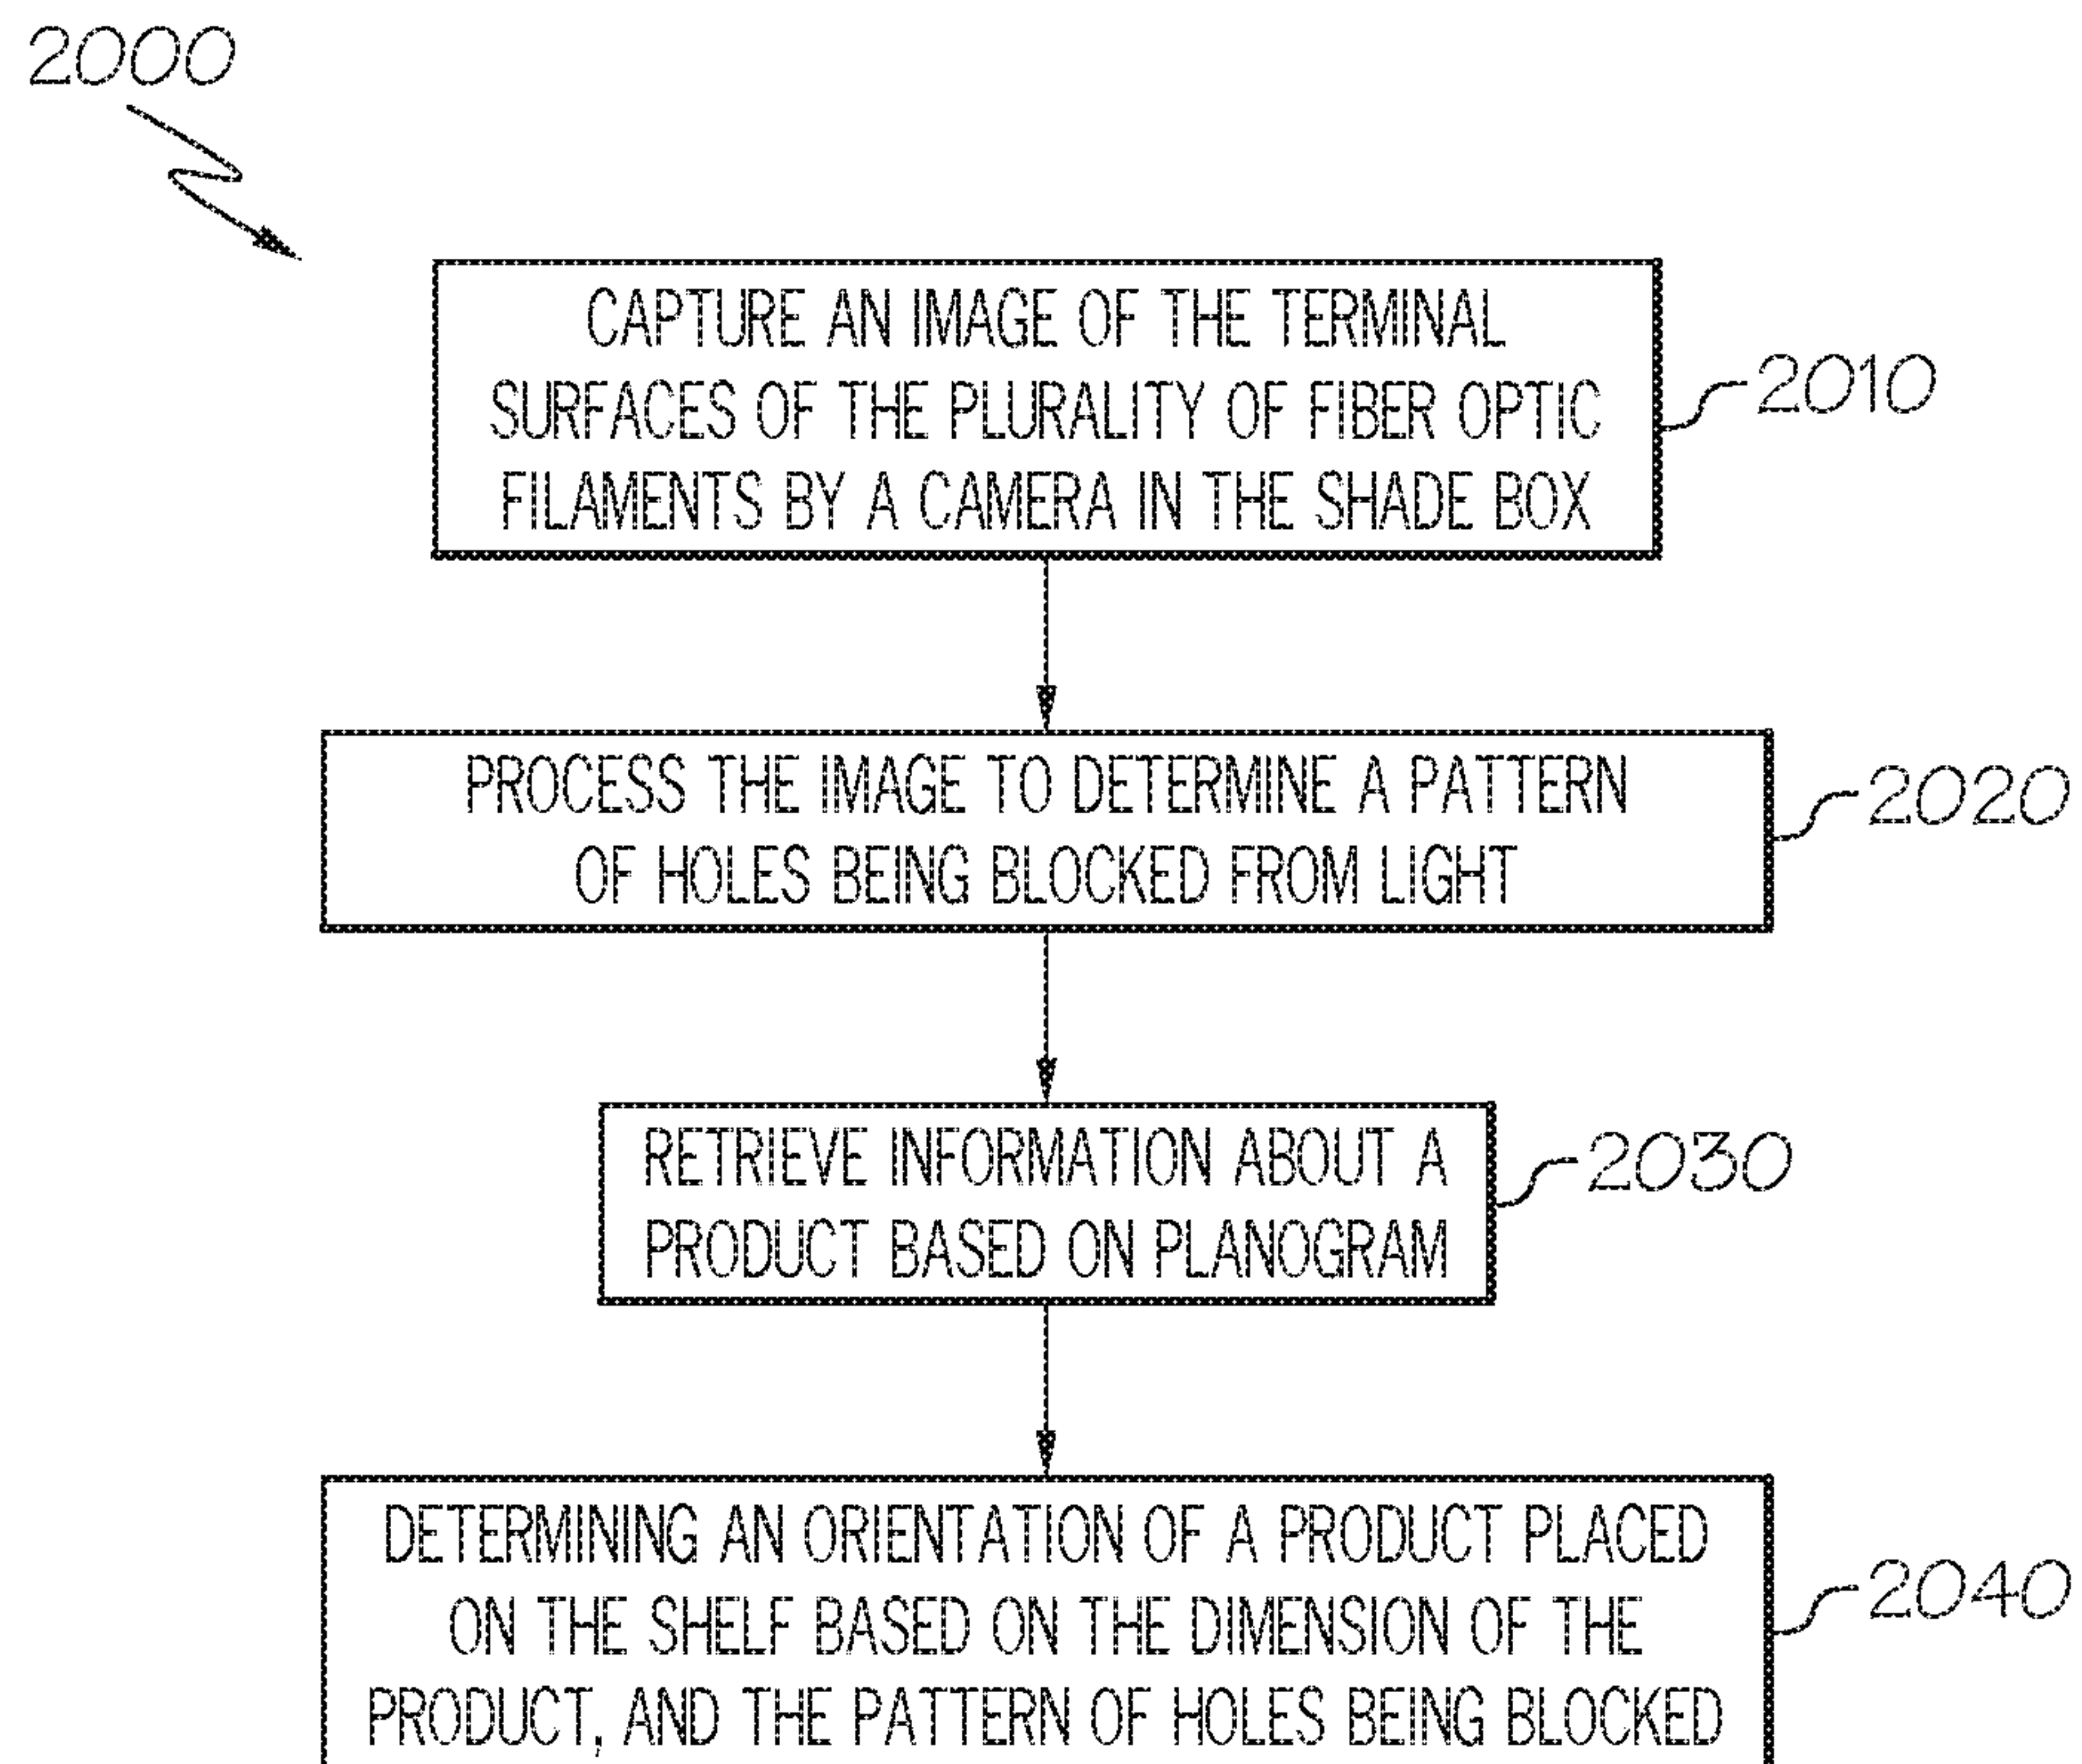 2000
CAPTURE AN IMAGE OF THE TERMINAL
SURFACES OF THE PLURALITY OF FIBER OPTIC
FILAMENTS BY A CAMERA IN THE SHADE BOX
2010
PROCESS THE IMAGE TO DETERMINE A PATTERN
OF HOLES BEING BLOCKED FROM LIGHT
2020
RETRIEVE INFORMATION ABOUT A
PRODUCT BASED ON PLANOGRAM
2030
DETERMINING AN ORIENTATION OF A PRODUCT PLACED
ON THE SHELF BASED ON THE DIMENSION OF THE
PRODUCT, AND THE PATTERN OF HOLES BEING BLOCKED
2040